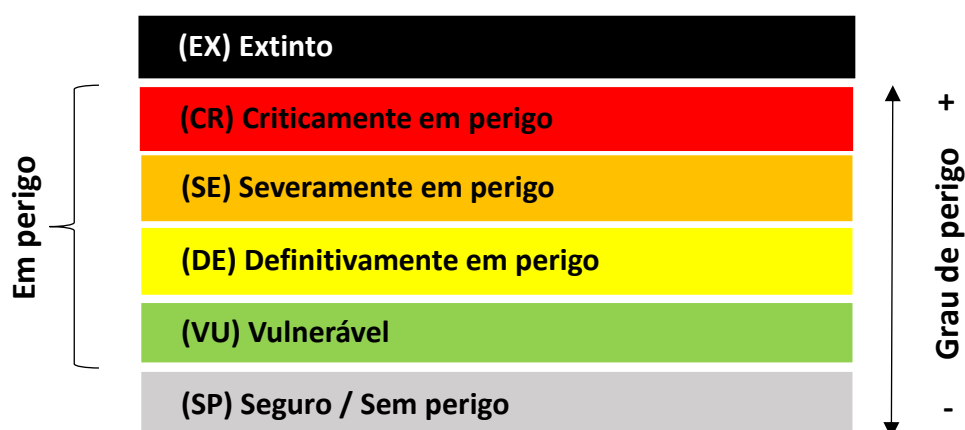 (EX) Extinto
Em perigo
(CR) Criticamente em perigo
(SE) Severamente em perigo
(DE) Definitivamente em perigo
(VU) Vulnerável
(SP) Seguro / Sem perigo
- Grau de perigo +